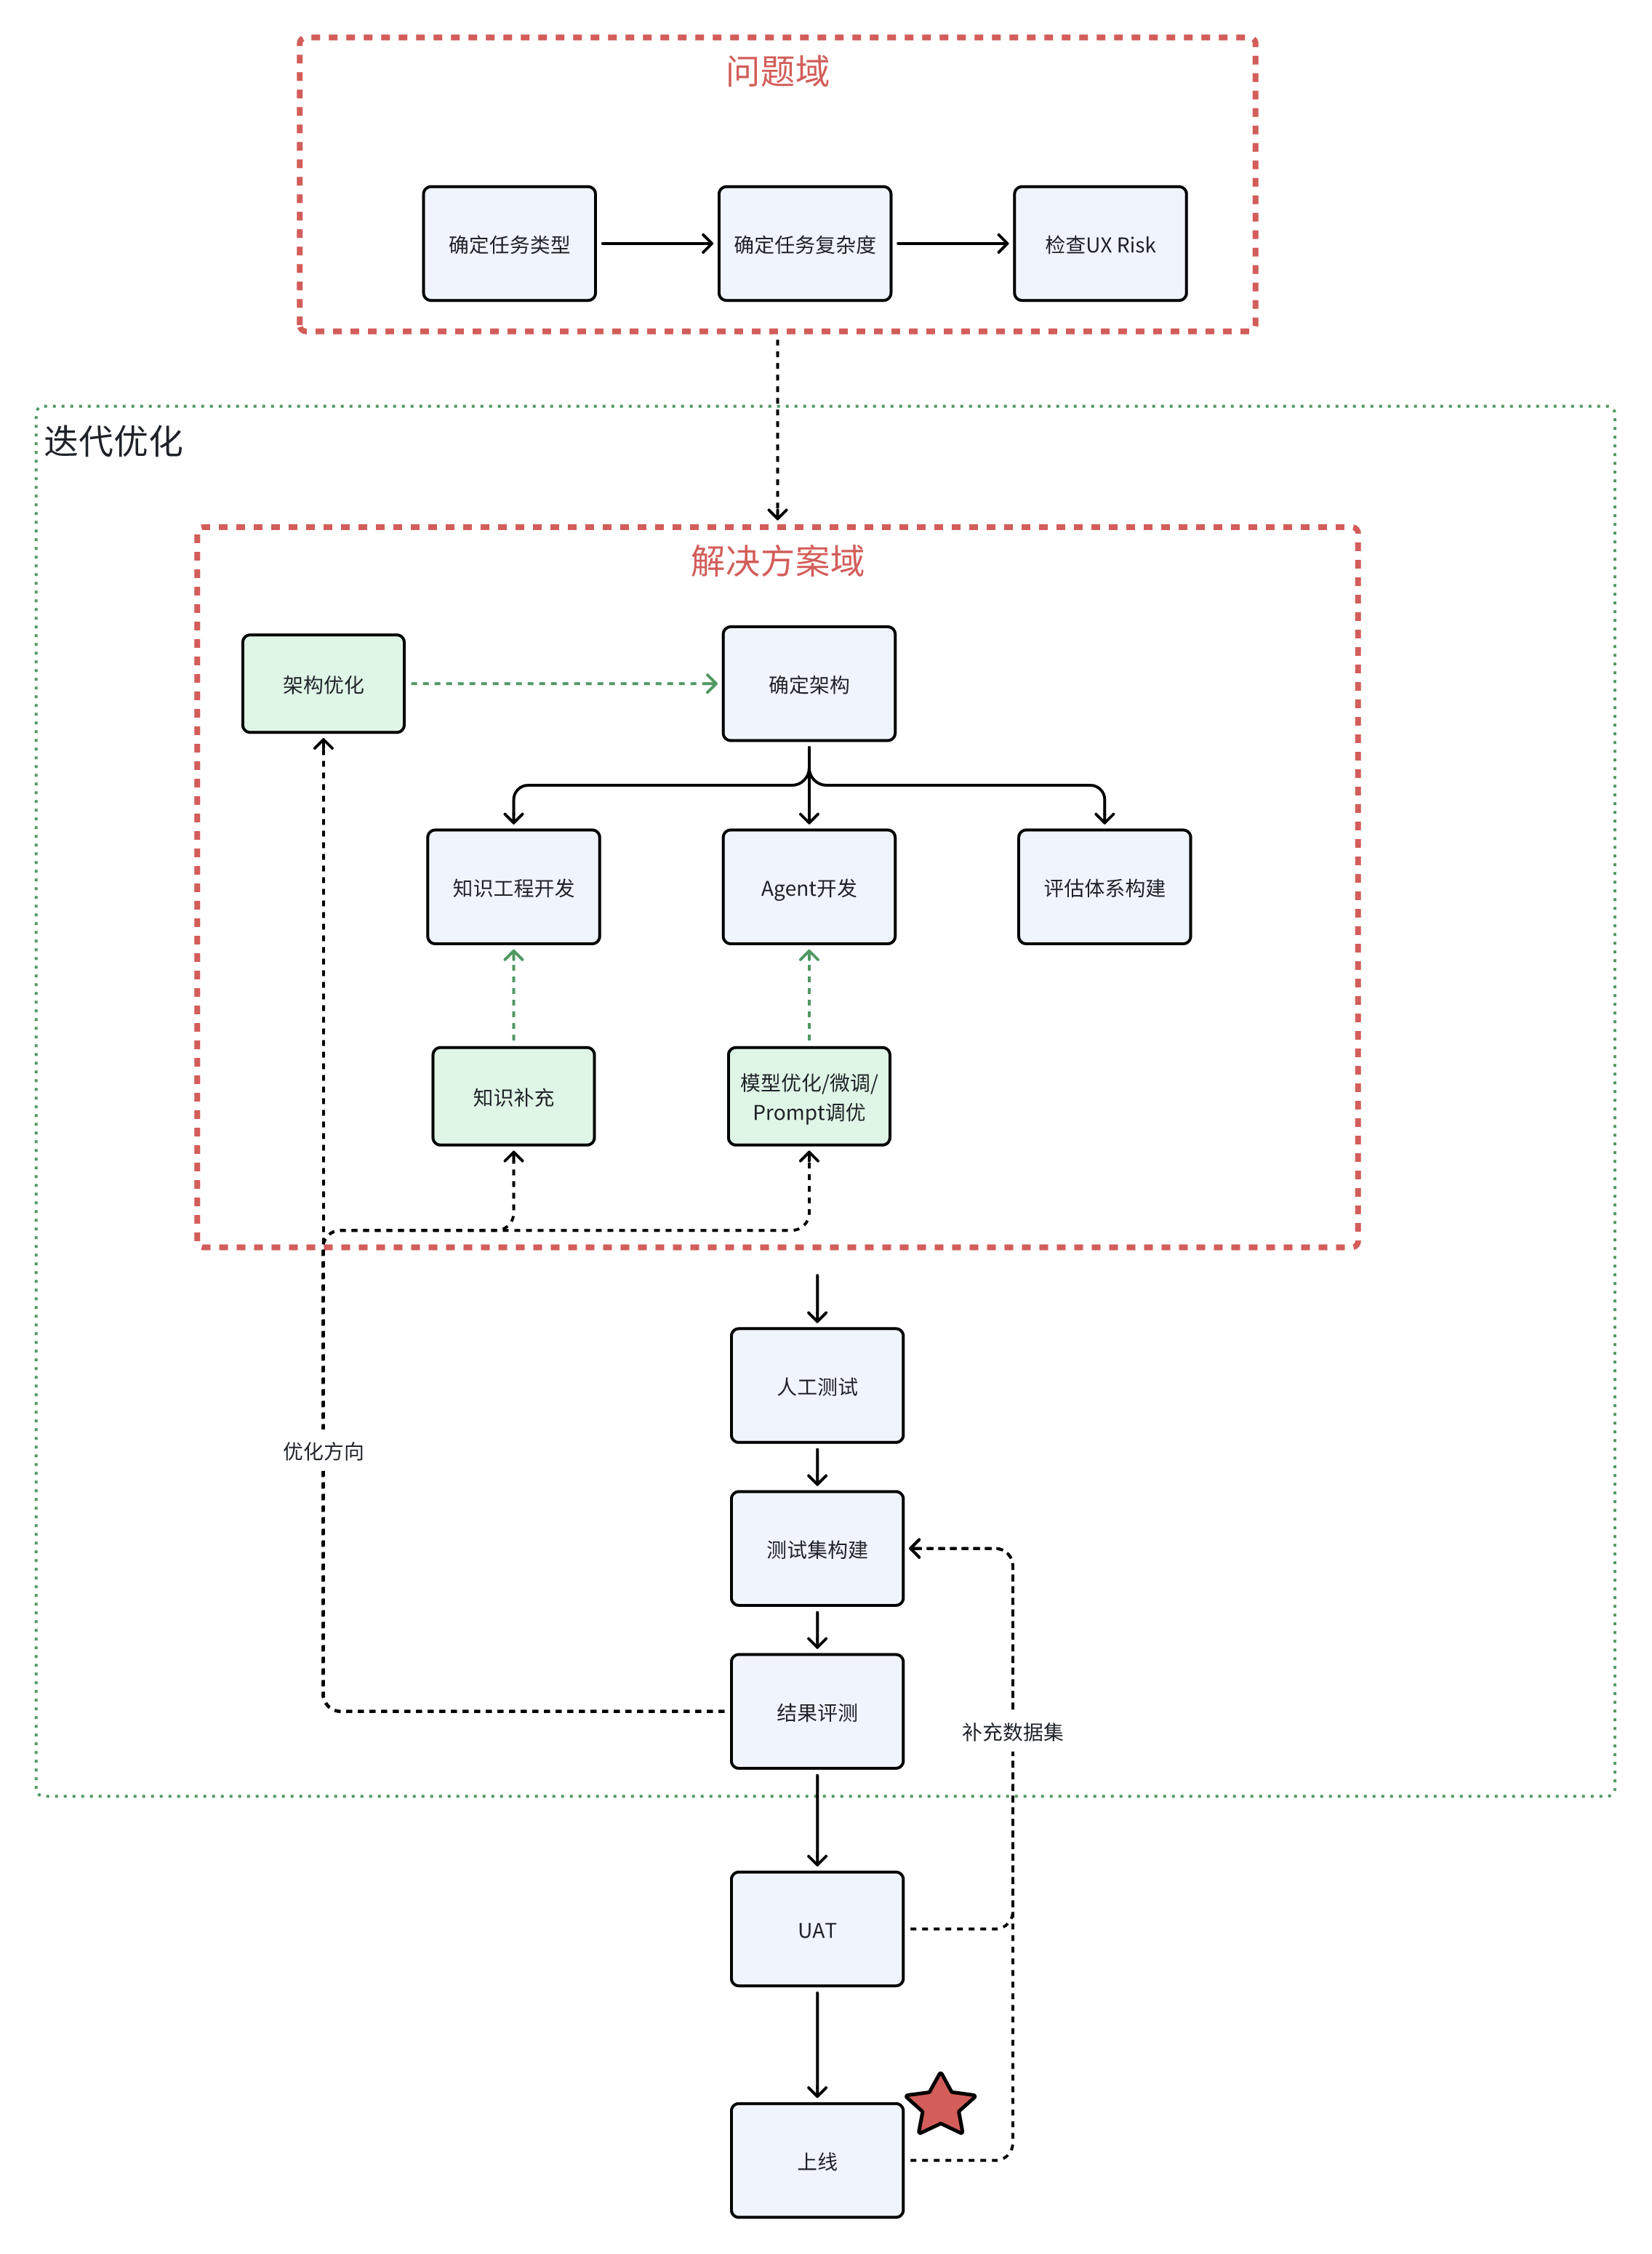 问题域
确定任务类型
确定任务复杂度
检查UX Risk
迭代优化
解决方案域
架构优化
确定架构
知识工程开发
Agent开发
评估体系构建
知识补充
模型优化/微调/
Prompt调优
人工测试
优化方向
测试集构建
结果评测
补充数据集
UAT
上线